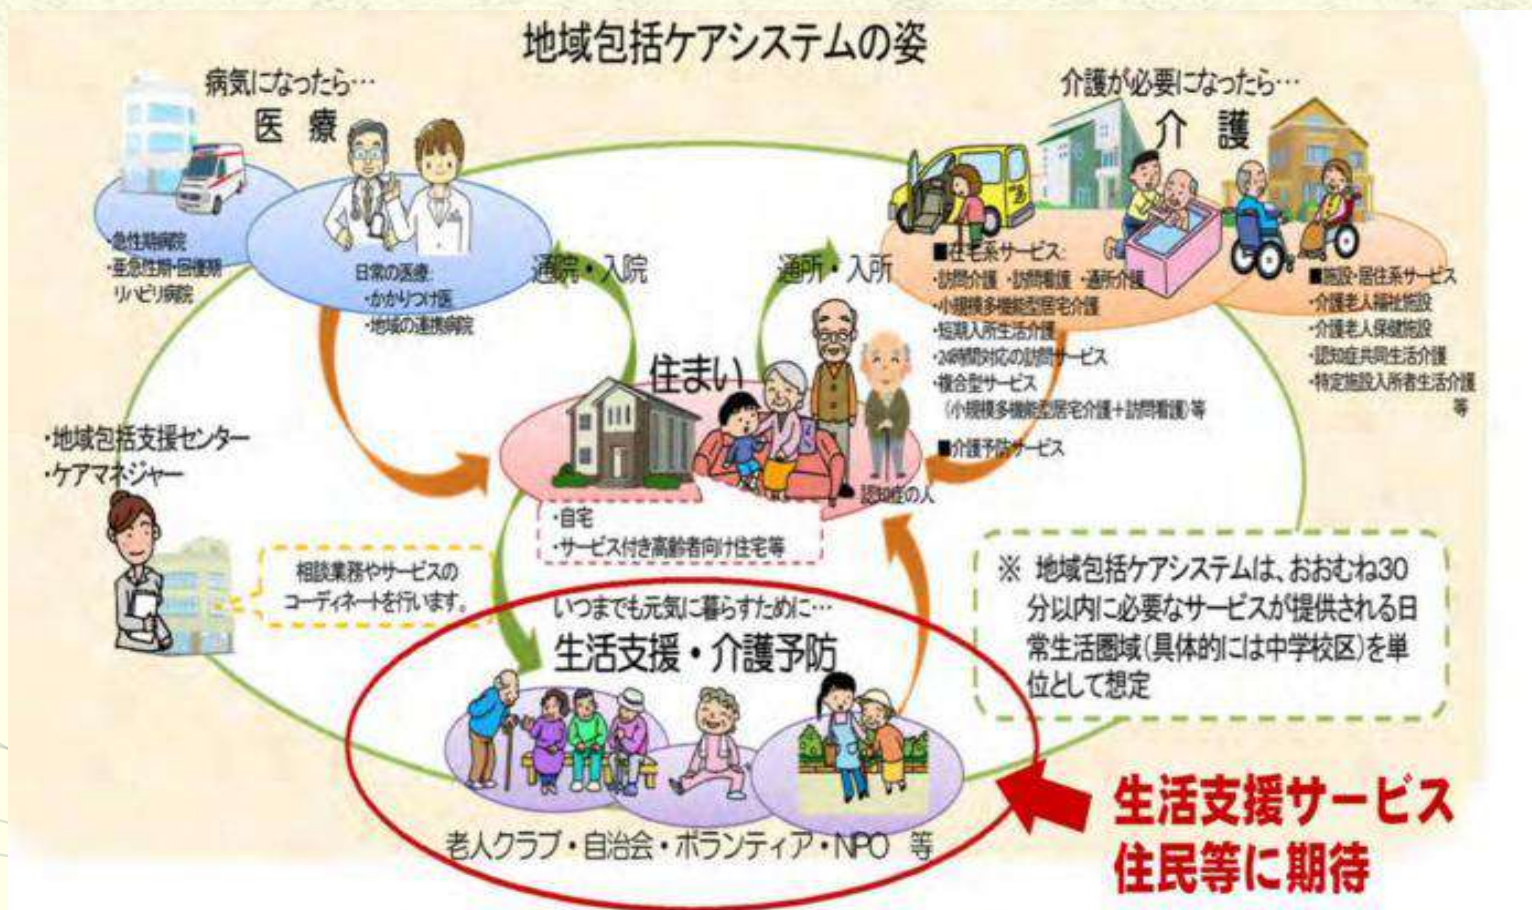 地域包括ケアシステムの姿
病気になったら…
医 療
・急性期病院
・亜急性期・回復期
リハビリ病院
日常の医療:
・かかりつけ医
・地域の連携病院
通院・入院
通所・入所
介護が必要になったら…
介 護
■在宅系サービス:
・訪問介護・訪問看護・通所介護
・小規模多機能型居宅介護
・短期入所生活介護
・24時間対応の訪問サービス
・複合型サービス
(小規模多機能型居宅介護+訪問看護)等
■介護予防サービス
■施設・居住系サービス
・介護老人福祉施設
・介護老人保健施設
・認知症共同生活介護
・特定施設入所者生活介護
等
住まい
認知症の人
・自宅
・サービス付き高齢者向け住宅等
・地域包括支援センター
・ケアマネジャー
相談業務やサービスの
コーディネートを行います。
いつまでも元気に暮らすために…
生活支援・介護予防
老人クラブ・自治会・ボランティア・NPO 等
※ 地域包括ケアシステムは、おおむね30
分以内に必要なサービスが提供される日
常生活圏域(具体的には中学校区)を単
位として想定
生活支援サービス
住民等に期待